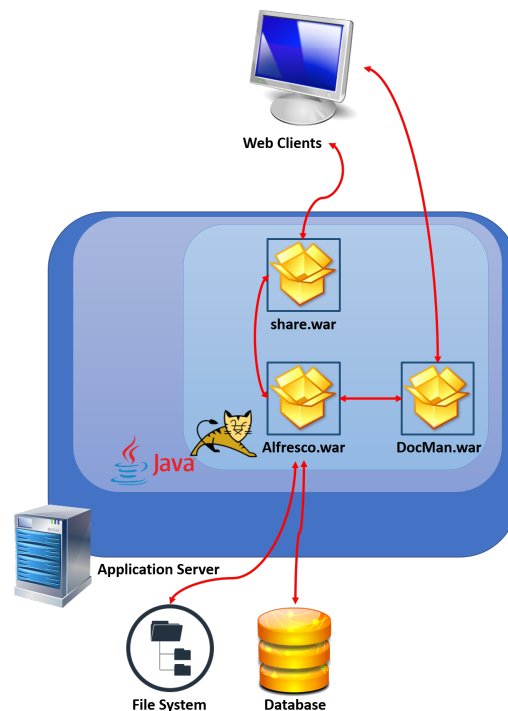 Web Clients
share.war
Alfresco.war
DocMan.war
Java
Application Server
File System
Database